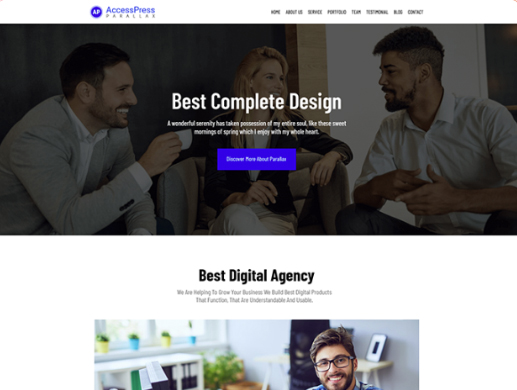 AP AccessPress
PARALLAX
HOME ABOUT US SERVICE PORTFOLIO TEAM TESTIMONIAL BLOG CONTACT
Best Complete Design
A wonderful serenity has taken possession of my entire soul, like these sweet
mornings of spring which I enjoy with my whole heart.
Discover More About Parallax
Best Digital Agency
We Are Helping To Grow Your Business We Build Best Digital Products
That Function, That Are Understandable And Usable.